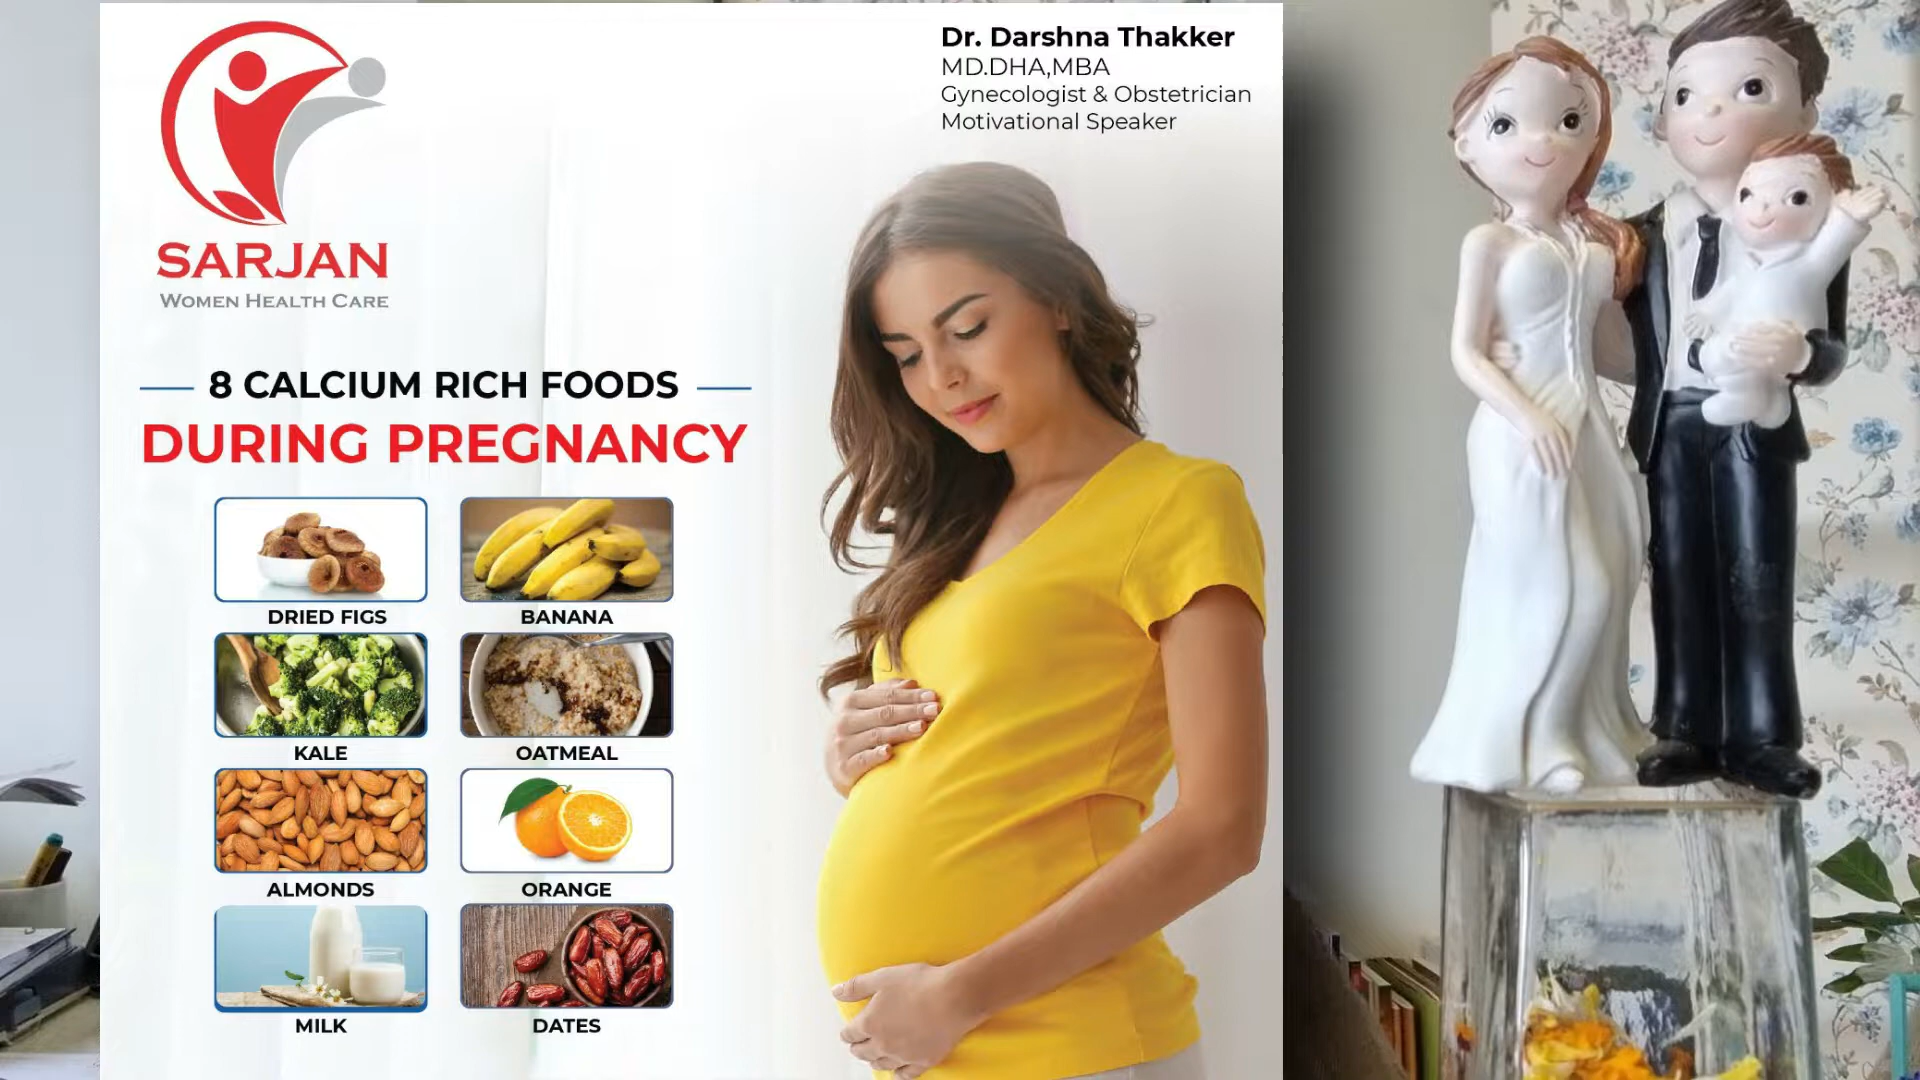 SARJAN
WOMEN HEALTH CARE
Dr. Darshna Thakker
MD.DHA,MBA
Gynecologist & Obstetrician
Motivational Speaker
8 CALCIUM RICH FOODS
DURING PREGNANCY
DRIED FIGS
BANANA
KALE
OATMEAL
ALMONDS
ORANGE
MILK
DATES